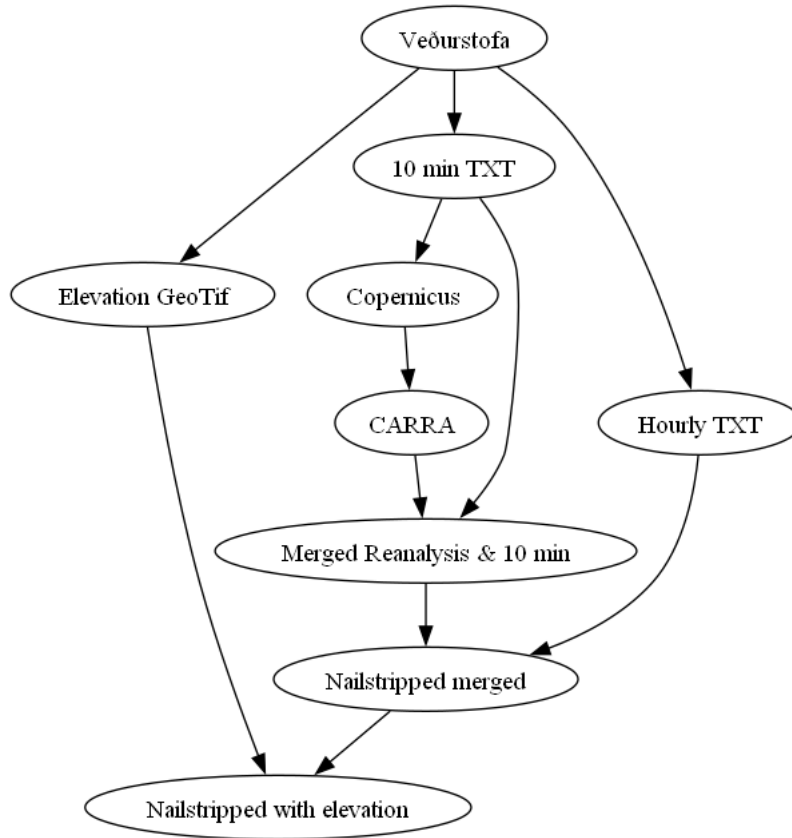 Veðurstofa
10 min TXT
Elevation GeoTif
Copernicus
CARRA
Hourly TXT
Merged Reanalysis & 10 min
Nailstripped merged
Nailstripped with elevation